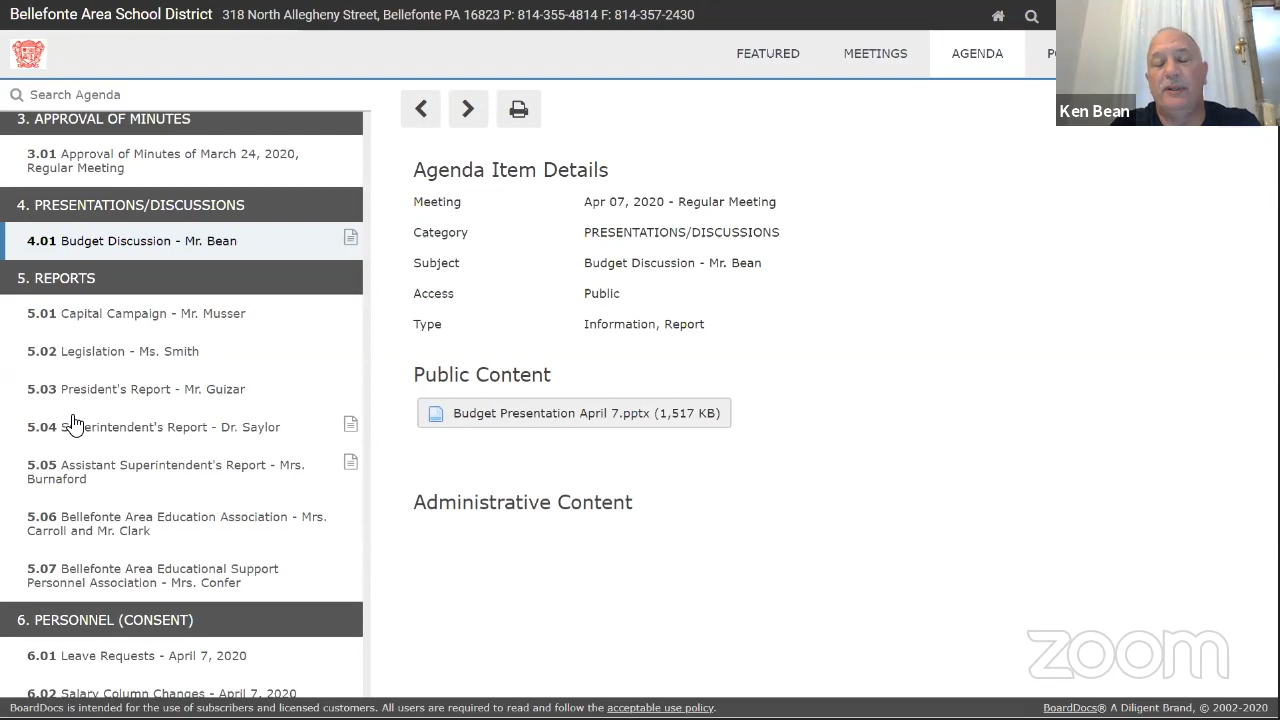 Bellefonte Area School District 318 North Allegheny Street, Bellefonte PA 16823 P: 814-355-4814 F: 814-357-2430
FEATURED MEETINGS AGENDA
Ken Bean
Search Agenda
3. APPROVAL OF MINUTES
3.01 Approval of Minutes of March 24, 2020,
Regular Meeting
4. PRESENTATIONS/DISCUSSIONS
4.01 Budget Discussion - Mr. Bean
5. REPORTS
5.01 Capital Campaign - Mr. Musser
5.02 Legislation - Ms. Smith
5.03 President's Report - Mr. Guizar
5.04 Superintendent's Report - Dr. Saylor
5.05 Assistant Superintendent's Report - Mrs.
Burnaford
5.06 Bellefonte Area Education Association - Mrs.
Carroll and Mr. Clark
5.07 Bellefonte Area Educational Support
Personnel Association - Mrs. Confer
6. PERSONNEL (CONSENT)
6.01 Leave Requests - April 7, 2020
6.02 Salary Column Changes - April 7, 2020
Agenda Item Details
Meeting Apr 07, 2020 - Regular Meeting
Category PRESENTATIONS/DISCUSSIONS
Subject Budget Discussion - Mr. Bean
Access Public
Type Information, Report
Public Content
Budget Presentation April 7.pptx (1,517 KB)
Administrative Content
zoom
BoardDocs is intended for the use of subscribers and licensed customers. All users are required to read and follow the acceptable use policy.
BoardDocs® A Diligent Brand, © 2002-2020